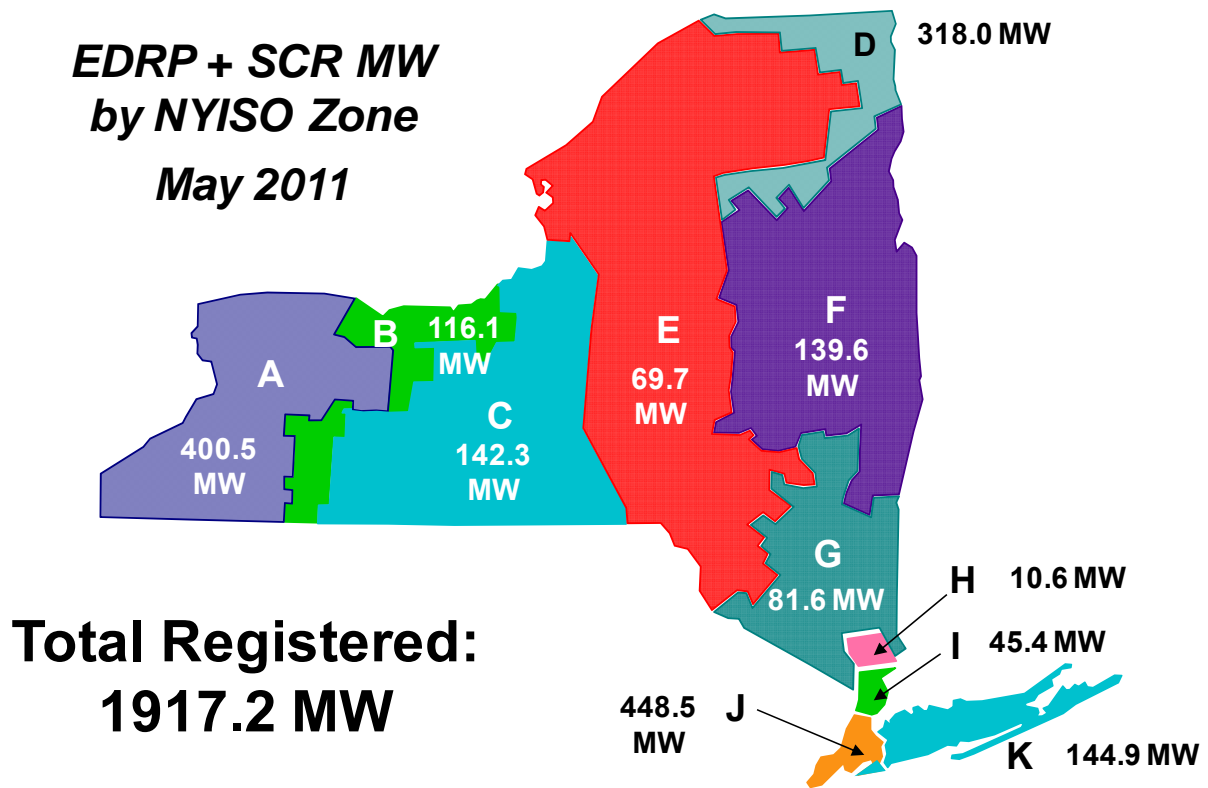 EDRP + SCR MW
by NYISO Zone
May 2011
D
318.0 MW
A
400.5
MW
B
116.1
MW
C
142.3
MW
E
69.7
MW
F
139.6
MW
G
81.6 MW
H
10.6 MW
I
45.4 MW
J
448.5
MW
K
144.9 MW
Total Registered:
1917.2 MW